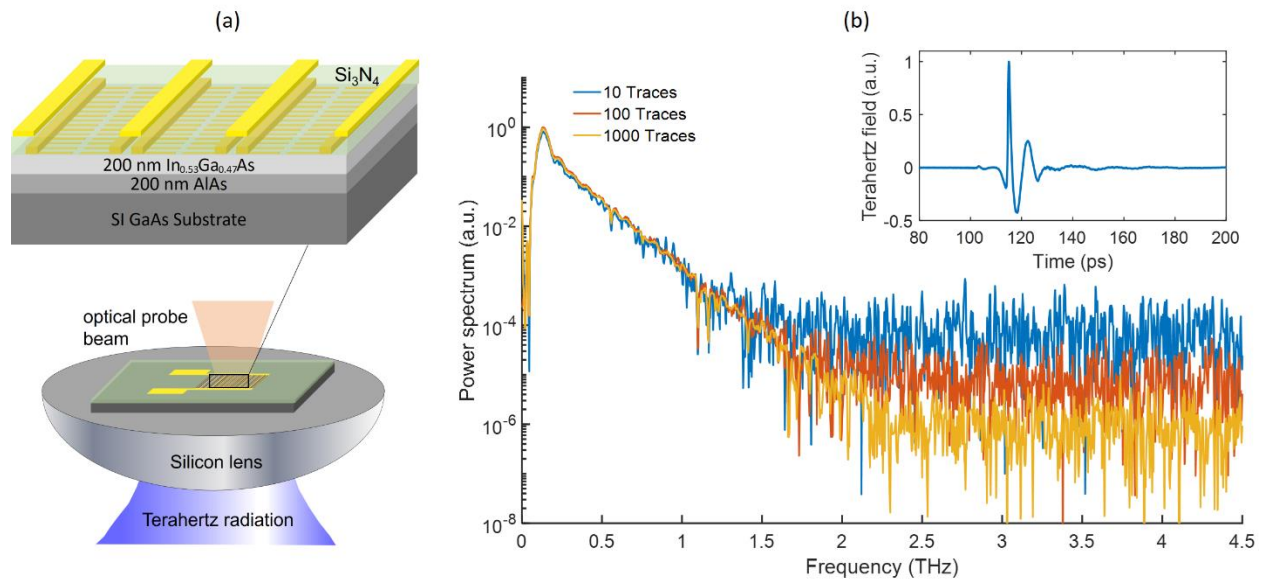 (a)
Si₃N₄
200 nm In₀.₅₃Ga₀.₄₇As
200 nm AlAs
SI GaAs Substrate
optical probe
beam
Silicon lens
Terahertz radiation
(b)
10 Traces
100 Traces
1000 Traces
Power spectrum (a.u.)
10⁰
10⁻²
10⁻⁴
10⁻⁶
10⁻⁸
0 0.5 1 1.5 2 2.5 3 3.5 4 4.5
Frequency (THz)
Terahertz field (a.u.)
1
0.5
0
-0.5
80 100 120 140 160 180 200
Time (ps)